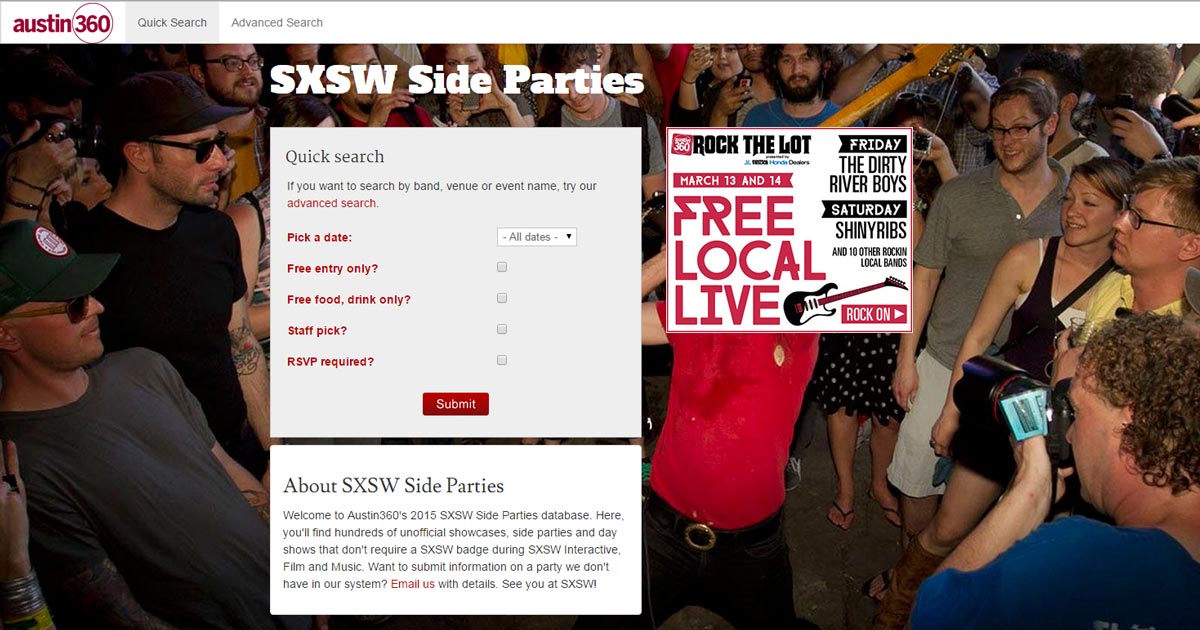 austin360
Quick Search
Advanced Search
SXSW Side Parties
Quick search
If you want to search by band, venue or event name, try our
advanced search.
Pick a date:
- All dates -
Free entry only?
Free food, drink only?
Staff pick?
RSVP required?
Submit
About SXSW Side Parties
Welcome to Austin360's 2015 SXSW Side Parties database. Here,
you'll find hundreds of unofficial showcases, side parties and day
shows that don't require a SXSW badge during SXSW Interactive,
Film and Music. Want to submit information on a party we don't
have in our system? Email us with details. See you at SXSW!
360
ROCK THE LOT
presented by
Honda Dealers
MARCH 13 AND 14
FREE
LOCAL
LIVE
FRIDAY
THE DIRTY
RIVER BOYS
SATURDAY
SHINYRIBS
AND 10 OTHER ROCKIN
LOCAL BANDS
ROCK ON